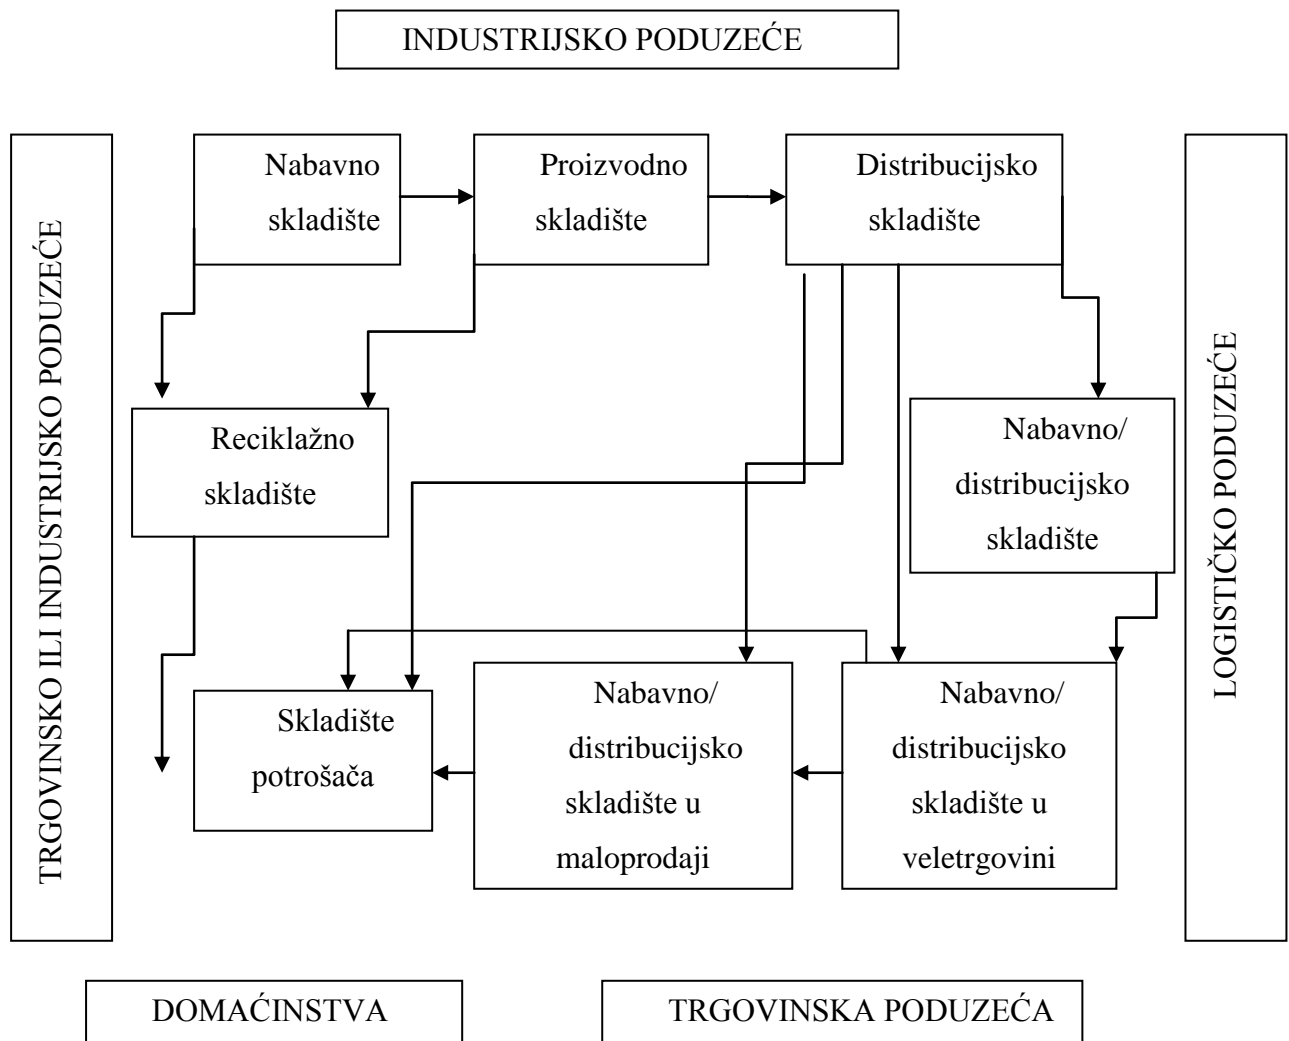 INDUSTRIJSKO PODUZEĆE
TRGOVINSKO ILI INDUSTRIJSKO PODUZEĆE
Nabavno
skladište
Proizvodno
skladište
Distribucijsko
skladište
LOGISTIČKO PODUZEĆE
Reciklažno
skladište
Nabavno/
distribucijsko
skladište
Skladište
potrošača
Nabavno/
distribucijsko
skladište u
maloprodaji
Nabavno/
distribucijsko
skladište u
veletrgovini
DOMAĆINSTVA
TRGOVINSKA PODUZEĆA